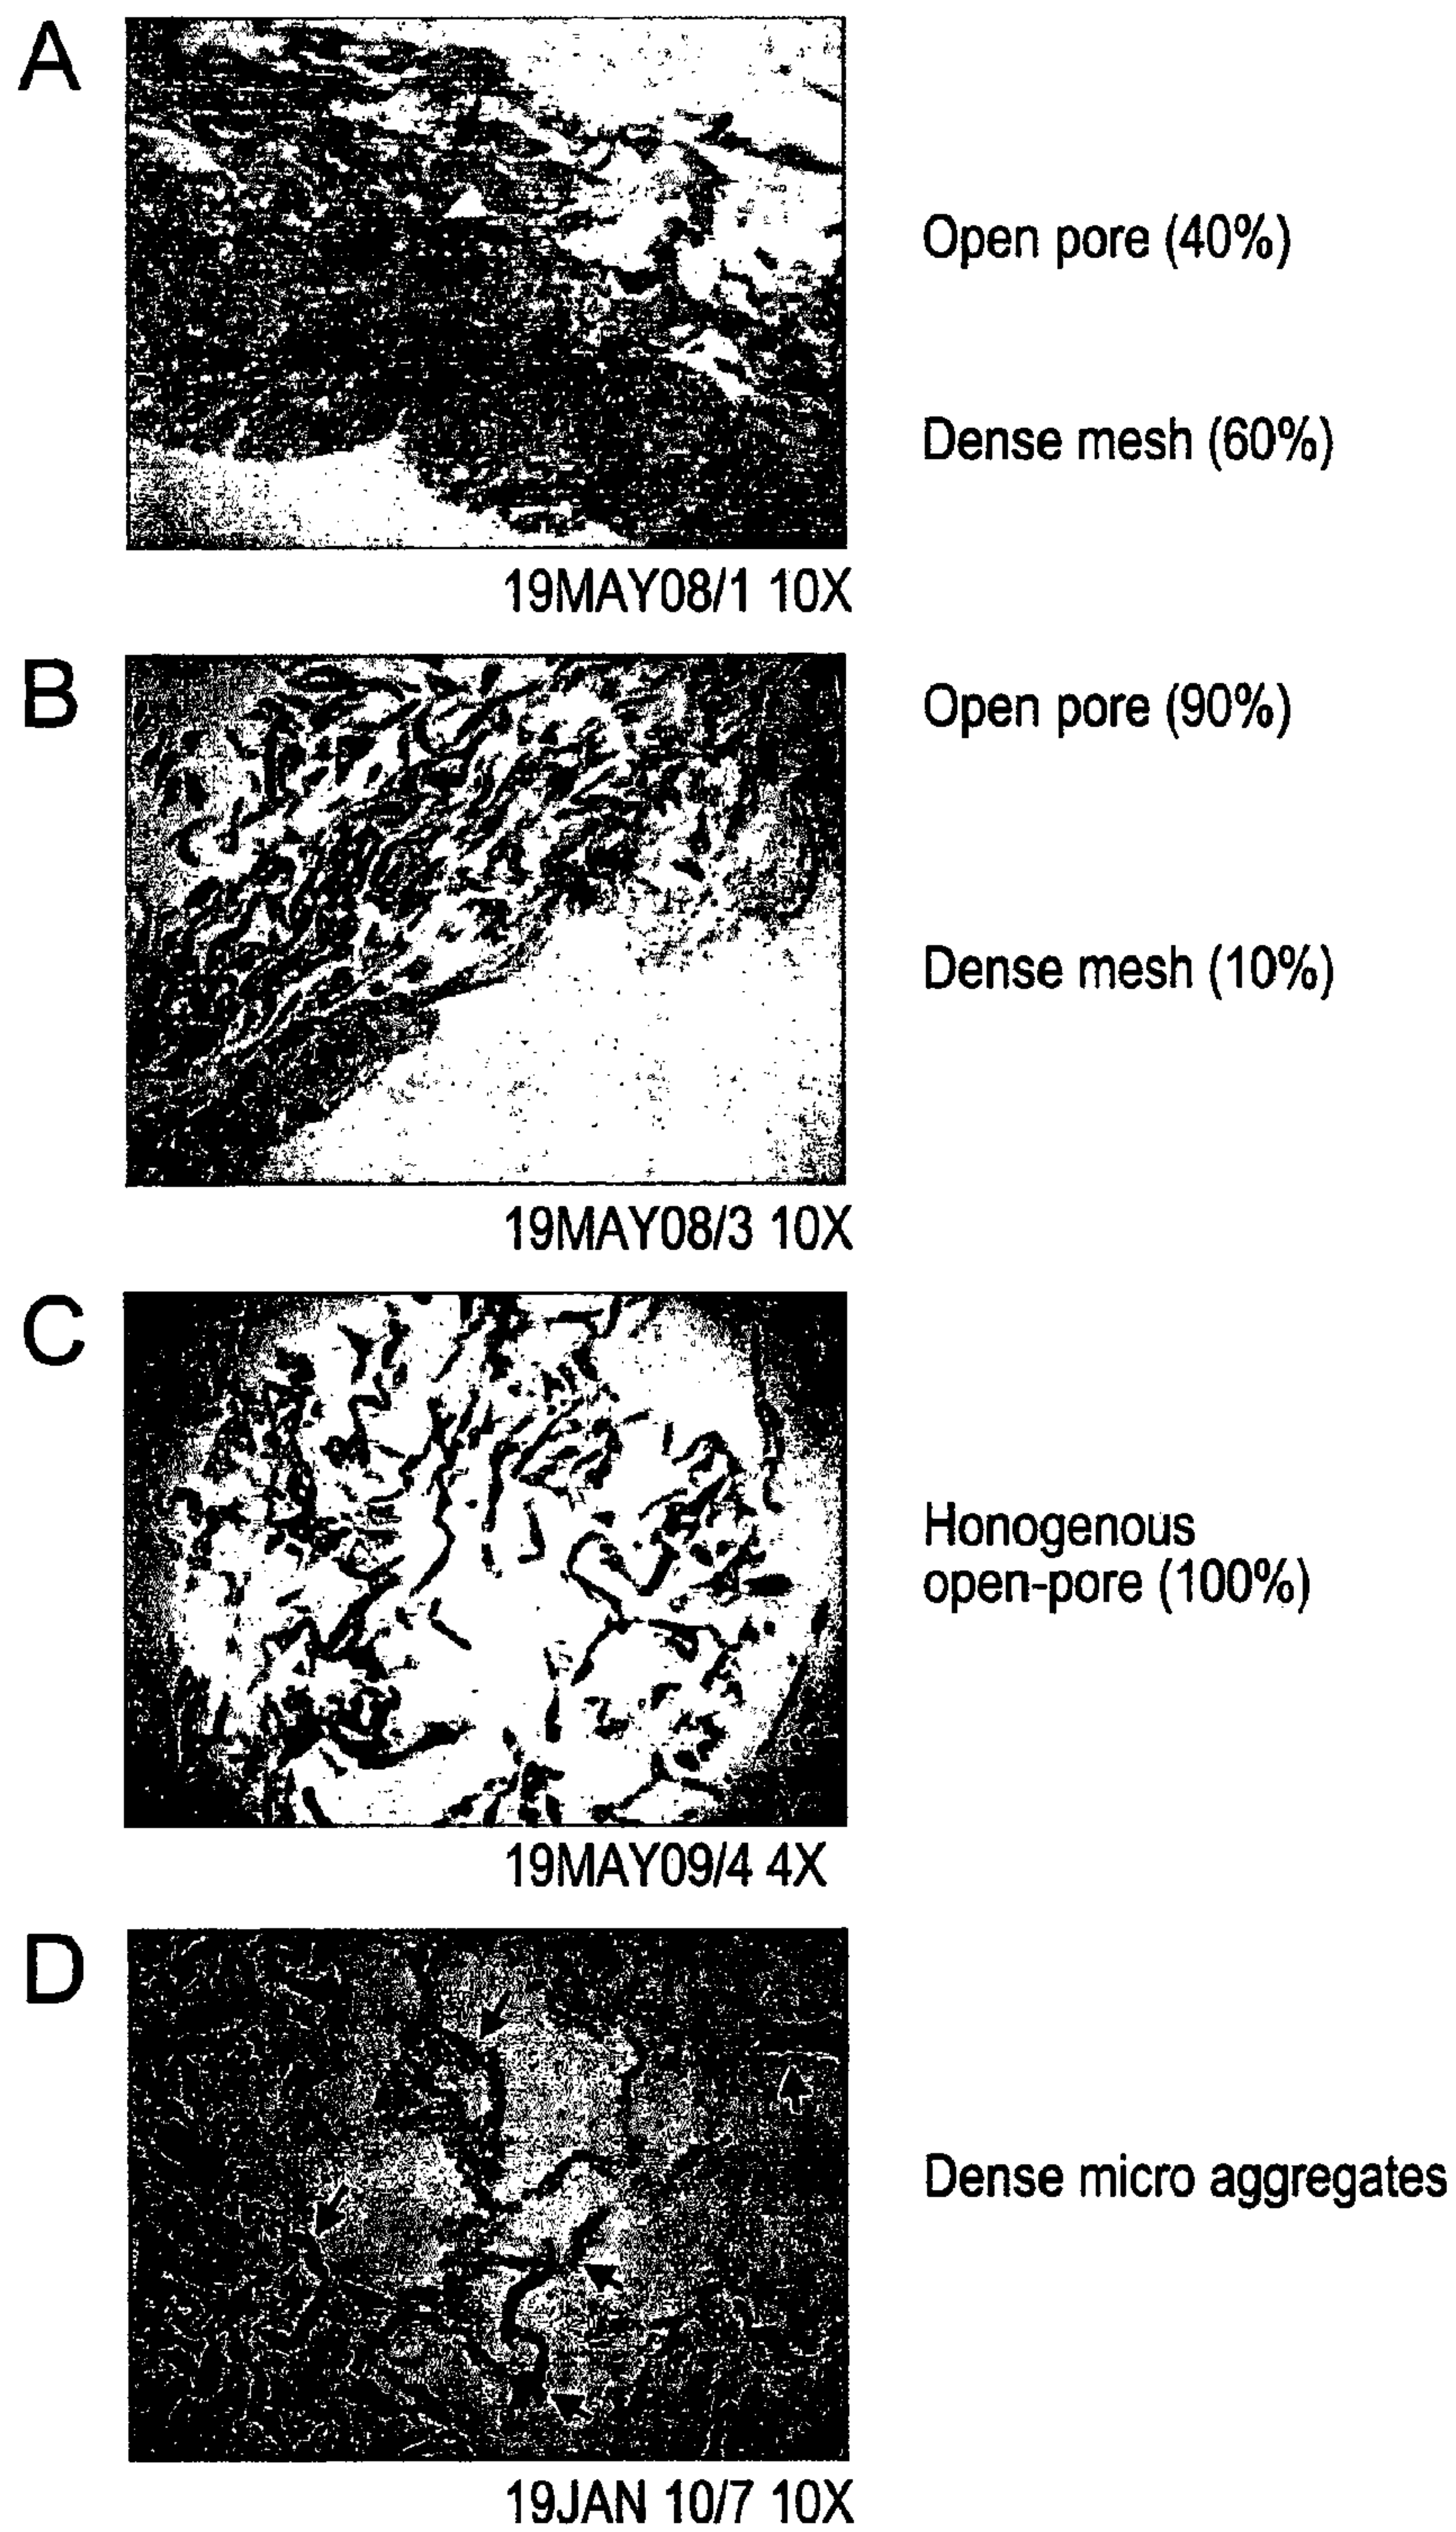 A
Open pore (40%)
Dense mesh (60%)
19MAY08/1 10X
B
Open pore (90%)
Dense mesh (10%)
19MAY08/3 10X
C
Honogenous
open-pore (100%)
19MAY09/4 4X
D
Dense micro aggregates
19JAN 10/7 10X